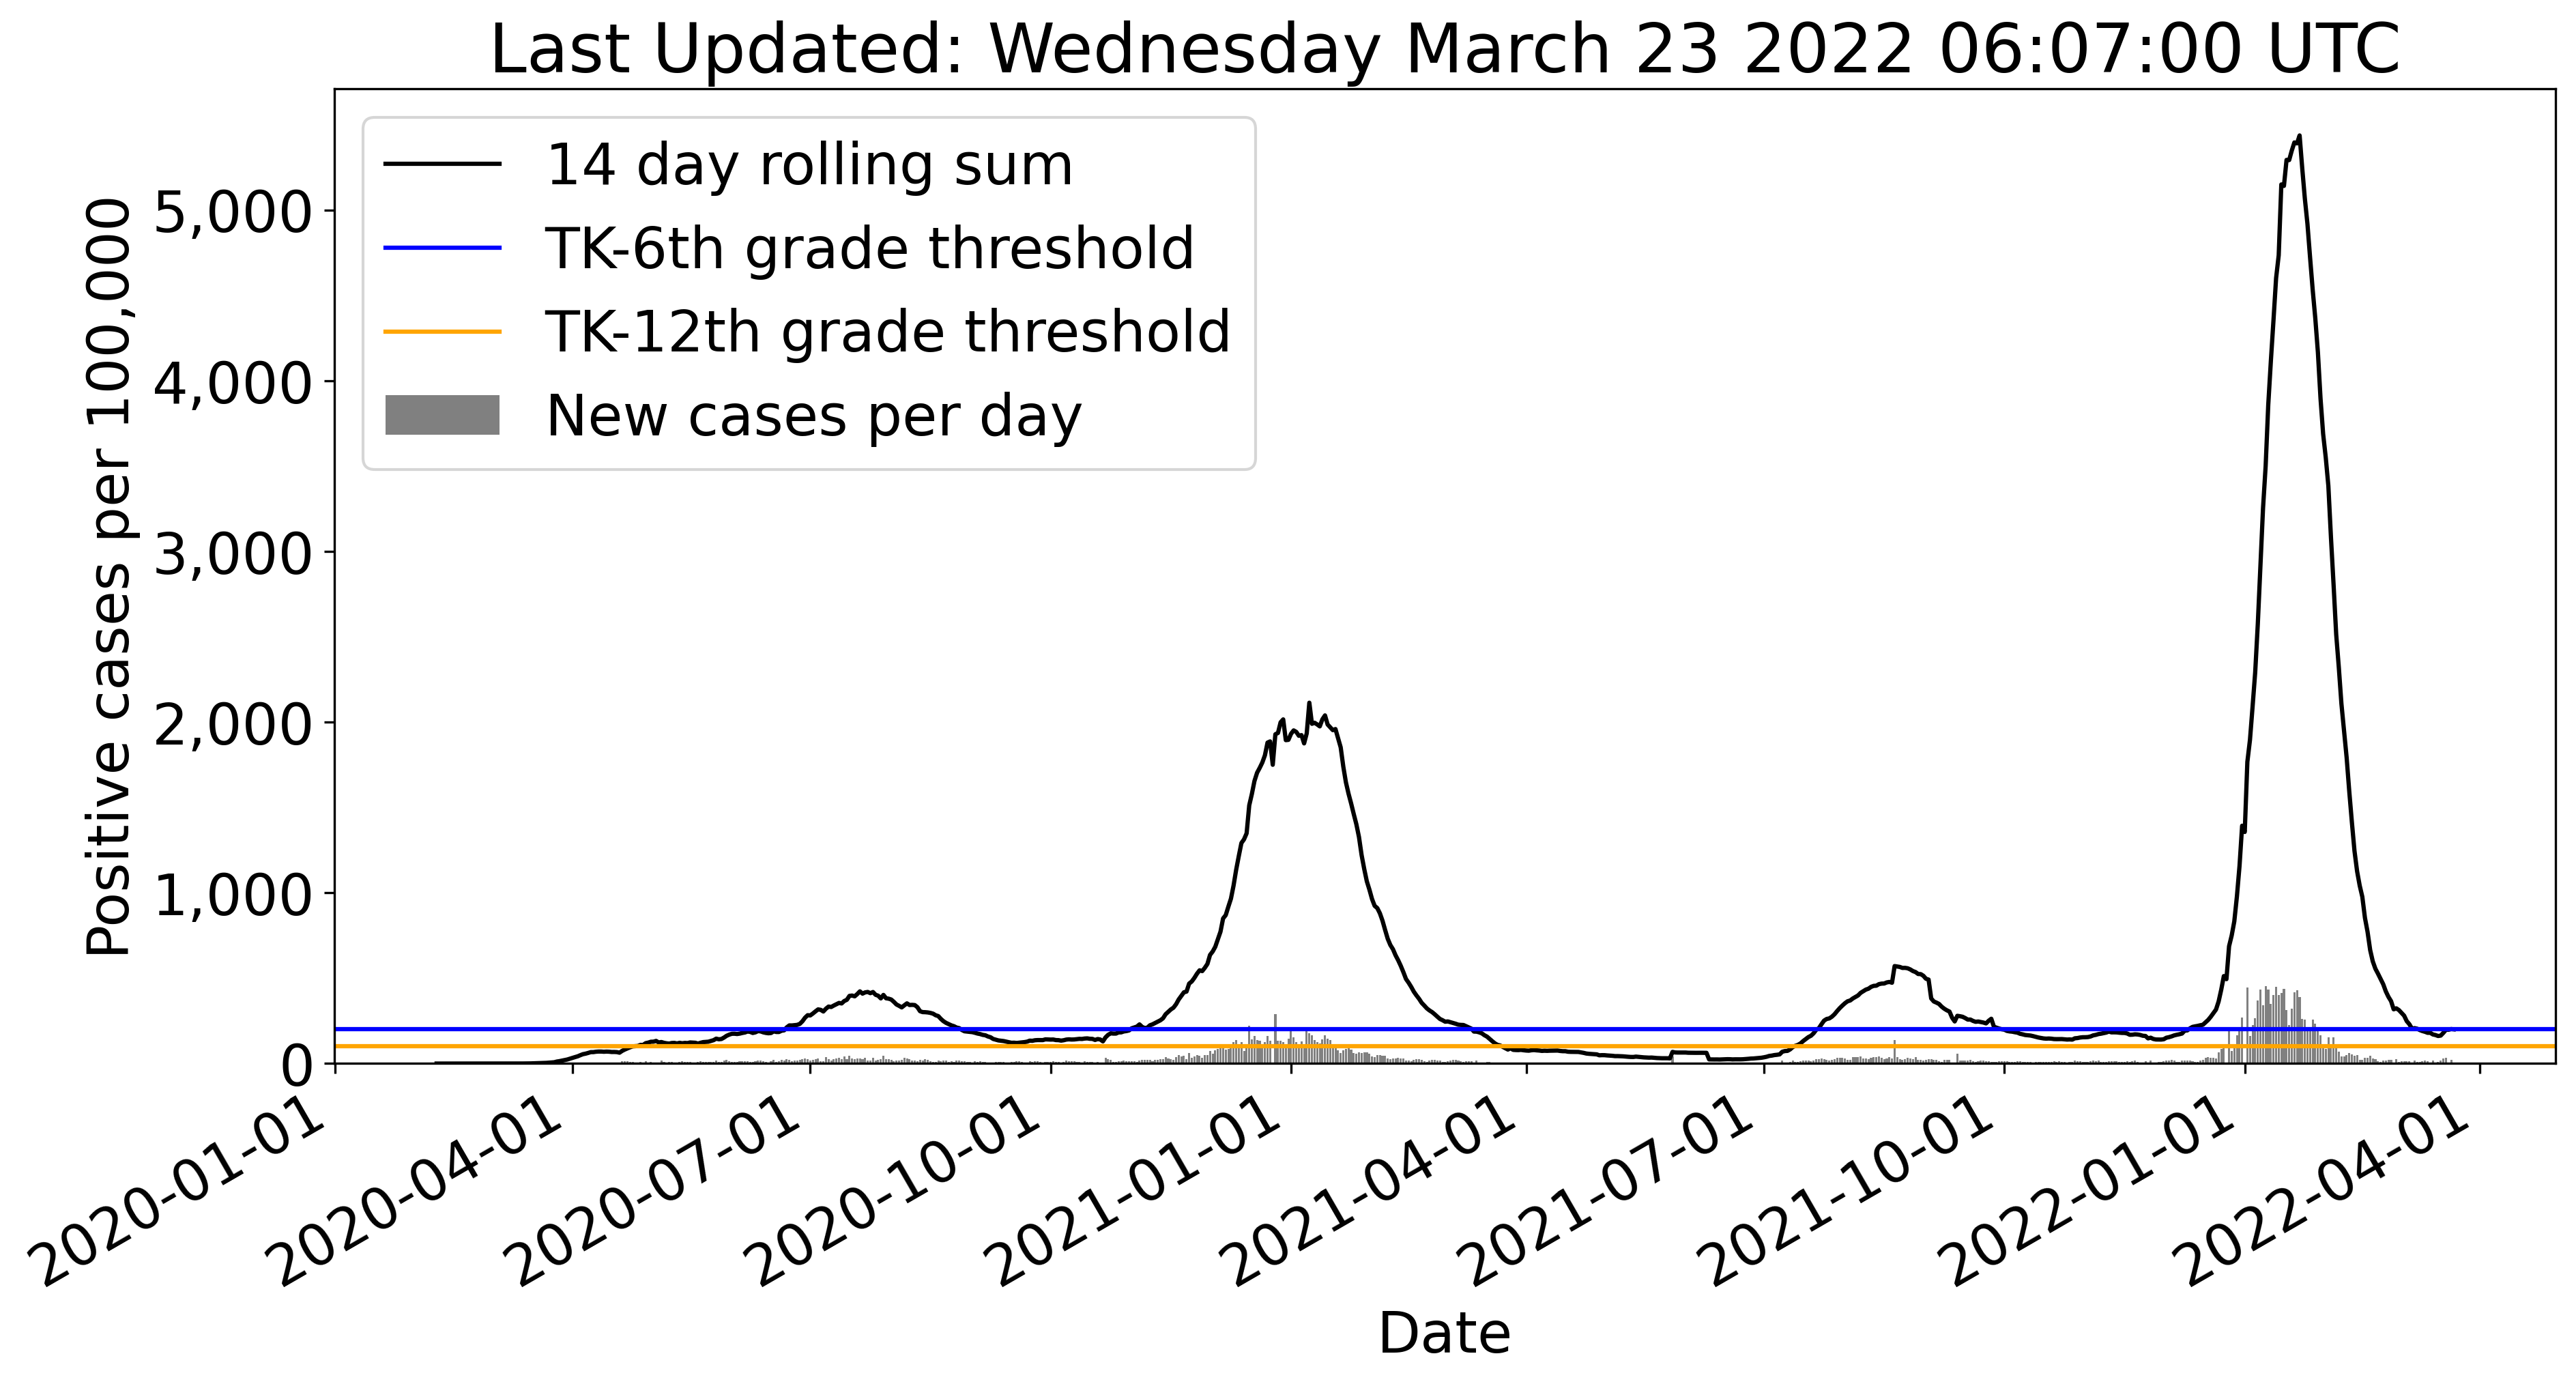 Last Updated: Wednesday March 23 2022 06:07:00 UTC
14 day rolling sum
TK-6th grade threshold
TK-12th grade threshold
New cases per day
Positive cases per 100,000
5,000
4,000
3,000
2,000
1,000
0
2020-01-01
2020-04-01
2020-07-01
2020-10-01
2021-01-01
2021-04-01
2021-07-01
2021-10-01
2022-01-01
2022-04-01
Date